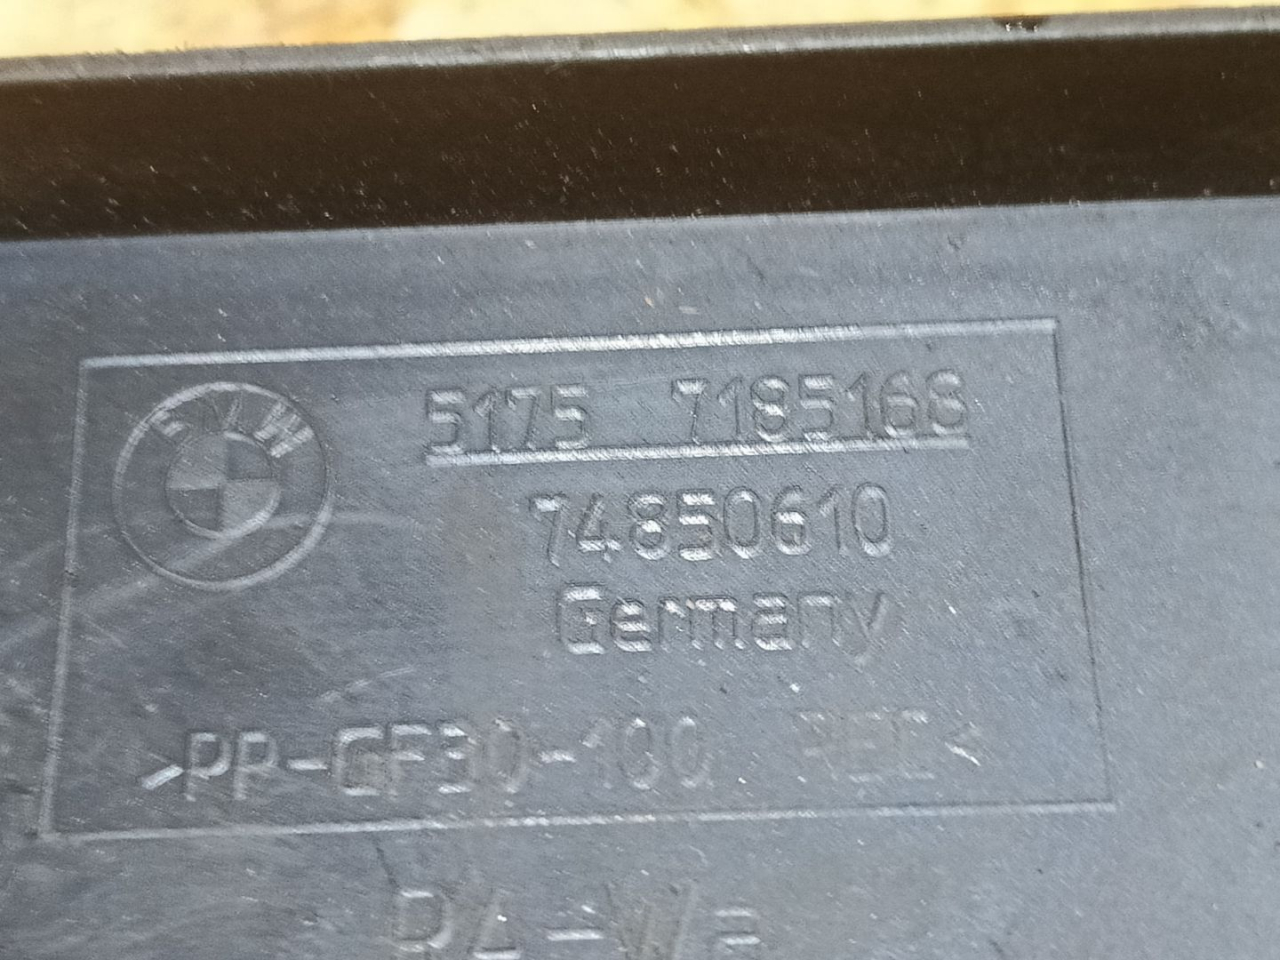 BMW
5175 7185168
74850610
Germany
>PP-GF30-100 REC<